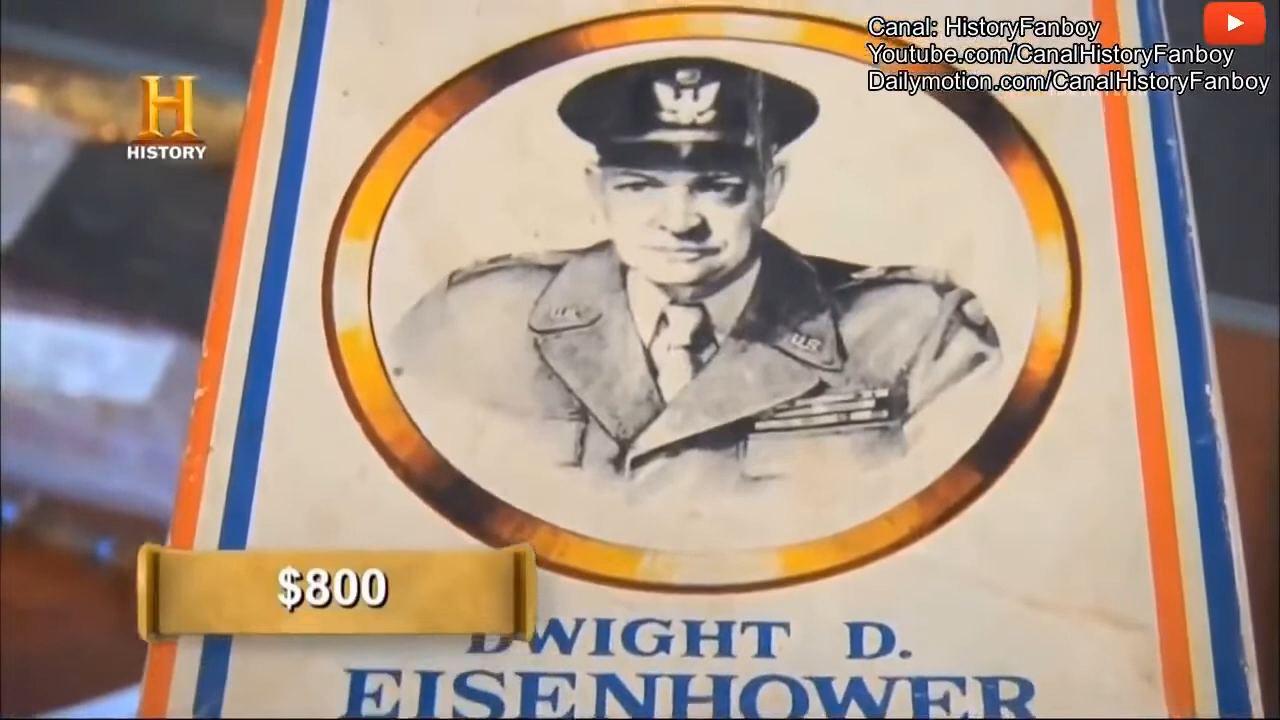 Canal: HistoryFanboy
Youtube.com/CanalHistoryFanboy
Dailymotion.com/CanalHistoryFanboy
H
HISTORY
U.S.
$800
DWIGHT D.
EISENHOWER